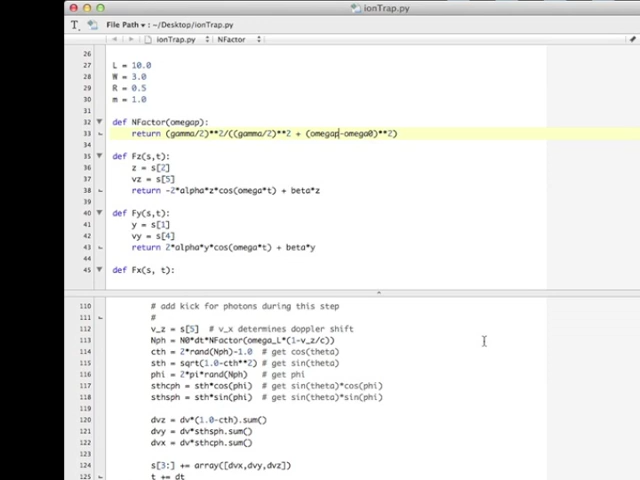 ionTrap.py
File Path ▾ : ~/Desktop/ionTrap.py
ionTrap.py NFactor
26
27 L = 10.0
28 W = 3.0
29 R = 0.5
30 m = 1.0
31
32 def NFactor(omegap):
33 return (gamma/2)**2/((gamma/2)**2 + (omegap-omega0)**2)
34
35 def Fz(s,t):
36 z = s[2]
37 vz = s[5]
38 return -2*alpha*z*cos(omega*t) + beta*z
39
40 def Fy(s,t):
41 y = s[1]
42 vy = s[4]
43 return 2*alpha*y*cos(omega*t) + beta*y
44
45 def Fx(s, t):
110 # add kick for photons during this step
111 #
112 v_z = s[5] # v_x determines doppler shift
113 Nph = N0*dt*NFactor(omega_L*(1-v_z/c))
114 cth = 2*rand(Nph)-1.0 # get cos(theta)
115 sth = sqrt(1.0-cth**2) # get sin(theta)
116 phi = 2*pi*rand(Nph) # get phi
117 sthcph = sth*cos(phi) # get sin(theta)*cos(phi)
118 sthsph = sth*sin(phi) # get sin(theta)*sin(phi)
119
120 dvz = dv*(1.0-cth).sum()
121 dvy = dv*sthsph.sum()
122 dvx = dv*sthcph.sum()
123
124 s[3:] += array([dvx,dvy,dvz])
125 t += dt